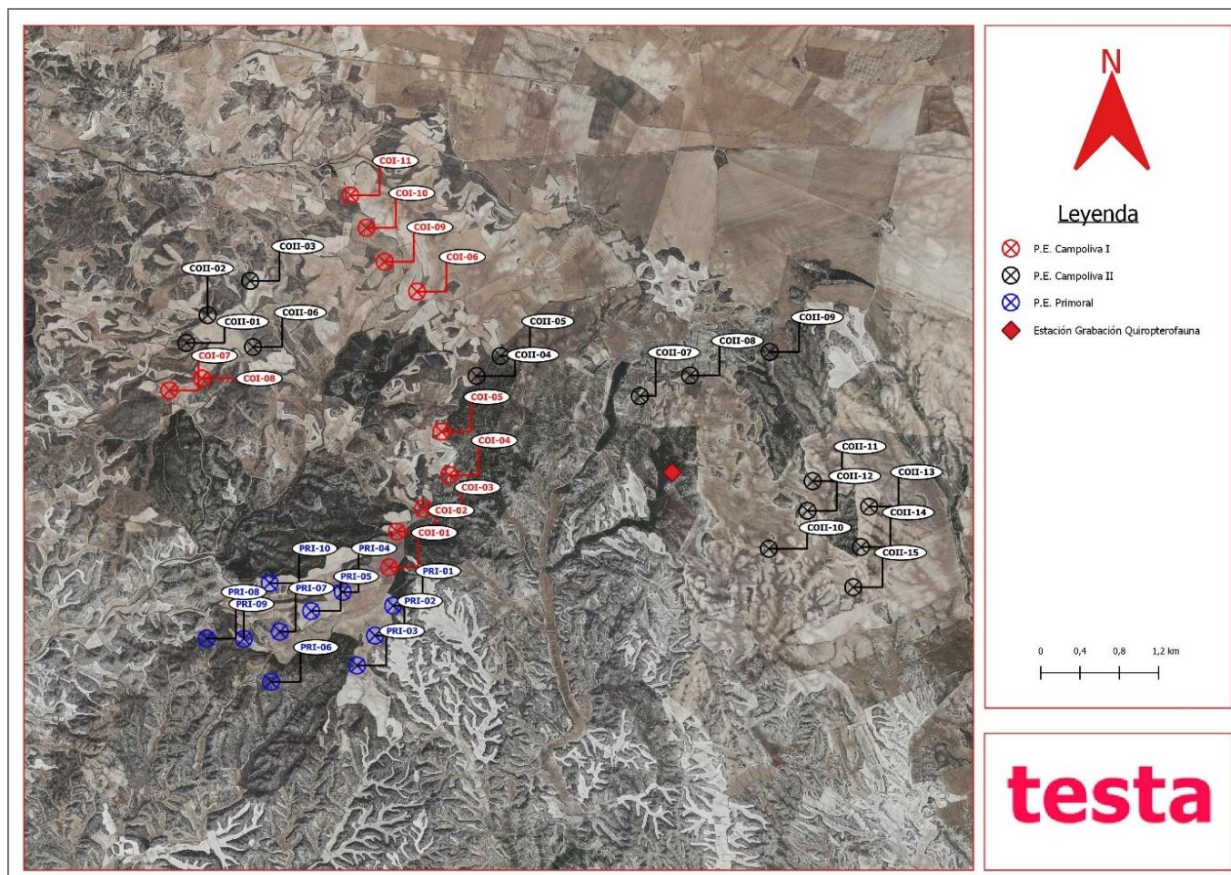 COI-11
COI-10
COI-09
COI-06
COII-03
COII-02
COII-01
COII-06
COI-07
COI-08
COII-05
COII-04
COII-09
COII-08
COII-07
COI-05
COI-04
COI-03
COI-02
COI-01
COII-11
COII-12
COII-13
COII-14
COII-10
COII-15
PRI-10
PRI-04
PRI-01
PRI-08
PRI-07
PRI-05
PRI-09
PRI-02
PRI-03
PRI-06
N
Leyenda
P.E. Campoliva I
P.E. Campoliva II
P.E. Primoral
Estación Grabación Quiropterofauna
0 0,4 0,8 1,2 km
testa